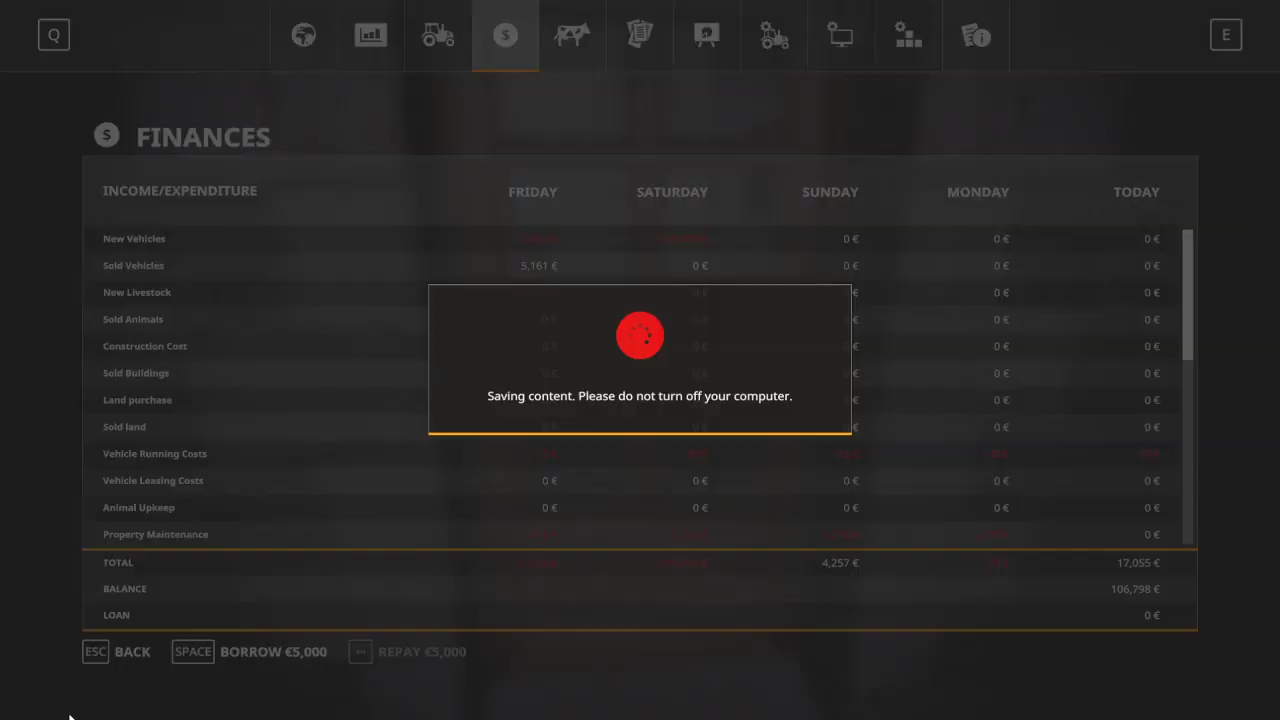 Q
E
FINANCES
INCOME/EXPENDITURE FRIDAY SATURDAY SUNDAY MONDAY TODAY
New Vehicles 0 € 0 € 0 €
Sold Vehicles 5,161 € 0 € 0 € 0 € 0 €
New Livestock 0 € € 0 € 0 €
Sold Animals 0 € 0 € € 0 € 0 €
Construction Cost 0 € 0 € € 0 € 0 €
Sold Buildings 0 € 0 € € 0 € 0 €
Land purchase 0 € € 0 € 0 €
Sold land 0 € 0 € € 0 € 0 €
Saving content. Please do not turn off your computer.
Vehicle Running Costs
Vehicle Leasing Costs 0 € 0 € 0 € 0 € 0 €
Animal Upkeep 0 € 0 € 0 € 0 € 0 €
Property Maintenance 0 €
TOTAL 4,257 € 17,055 €
BALANCE 106,798 €
LOAN 0 €
ESC BACK SPACE BORROW €5,000 REPAY €5,000